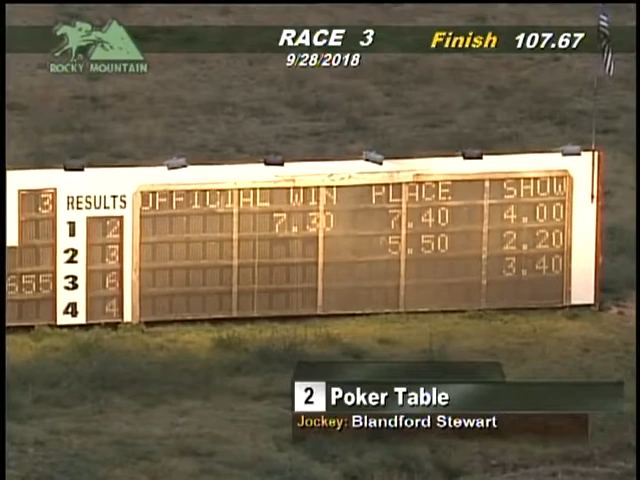 RACE 3
Finish 107.67
9/28/2018
ROCKY MOUNTAIN
3 RESULTS OFFICIAL WIN PLACE SHOW
1 2 7.30 7.40 4.00
2 3 5.50 2.20
655 3 6 3.40
4 4
2 Poker Table
Jockey: Blandford Stewart